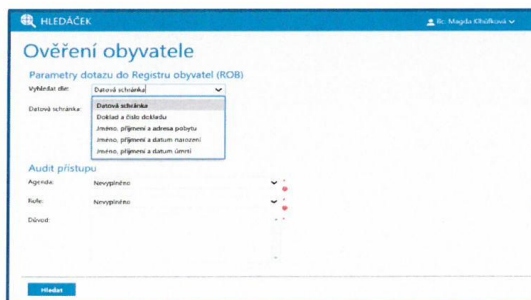 HLEDÁČEK
Bc. Magda Klhůfková
Ověření obyvatele
Parametry dotazu do Registru obyvatel (ROB)
Vyhledat dle: Datová schránka
Datová schránka:
Datová schránka
Doklad a číslo dokladu
Jméno, příjmení a adresa pobytu
Jméno, příjmení a datum narození
Jméno, příjmení a datum úmrtí
Audit přístupu
Agenda: Nevyplněno *
Role: Nevyplněno *
Důvod: *
Hledat